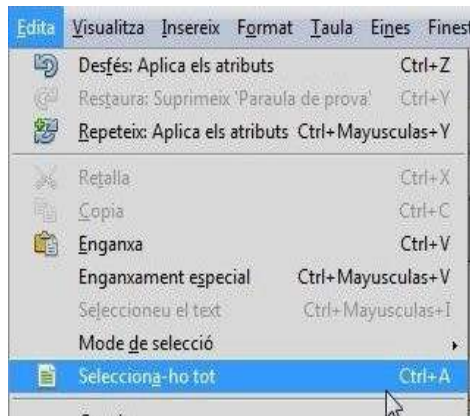 Edita Visualitza Insereix Format Taula Eines Finest
Desfés: Aplica els atributs Ctrl+Z
Restaura: Suprimeix 'Paraula de prova' Ctrl+Y
Repeteix: Aplica els atributs Ctrl+Mayusculas+Y
Retalla Ctrl+X
Copia Ctrl+C
Enganxa Ctrl+V
Enganxament especial Ctrl+Mayusculas+V
Seleccioneu el text Ctrl+Mayusculas+I
Mode de selecció
Selecciona-ho tot Ctrl+A